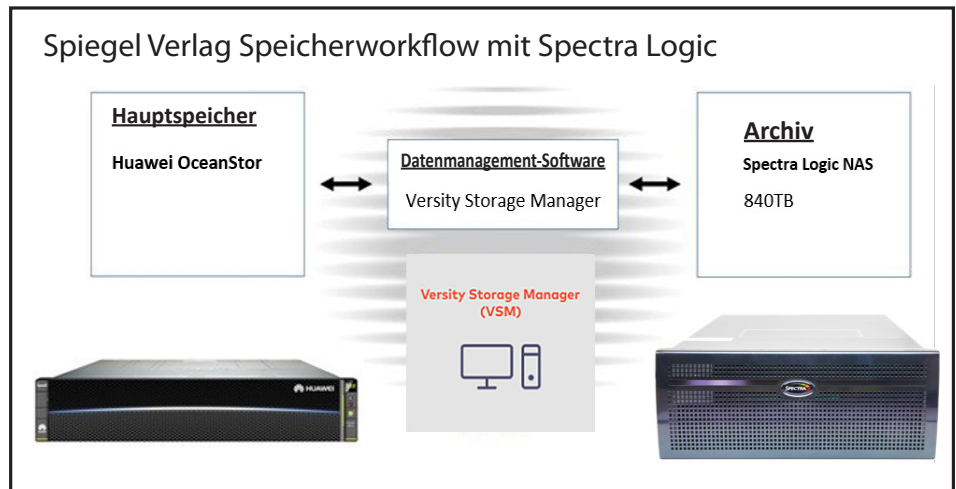 Spiegel Verlag Speicherworkflow mit Spectra Logic
Hauptspeicher
Huawei OceanStor
Datenmanagement-Software
Versity Storage Manager
Archiv
Spectra Logic NAS
840TB
Versity Storage Manager
(VSM)
HUAWEI
SPECTRA